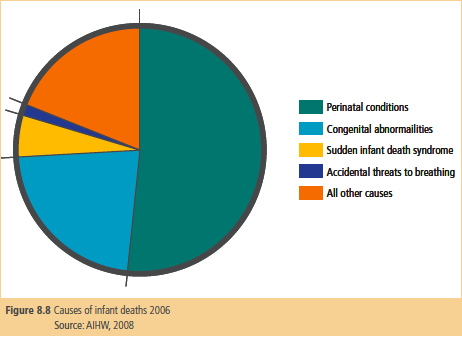 Perinatal conditions
Congenital abnormailities
Sudden infant death syndrome
Accidental threats to breathing
All other causes
Figure 8.8 Causes of infant deaths 2006
Source: AIHW, 2008